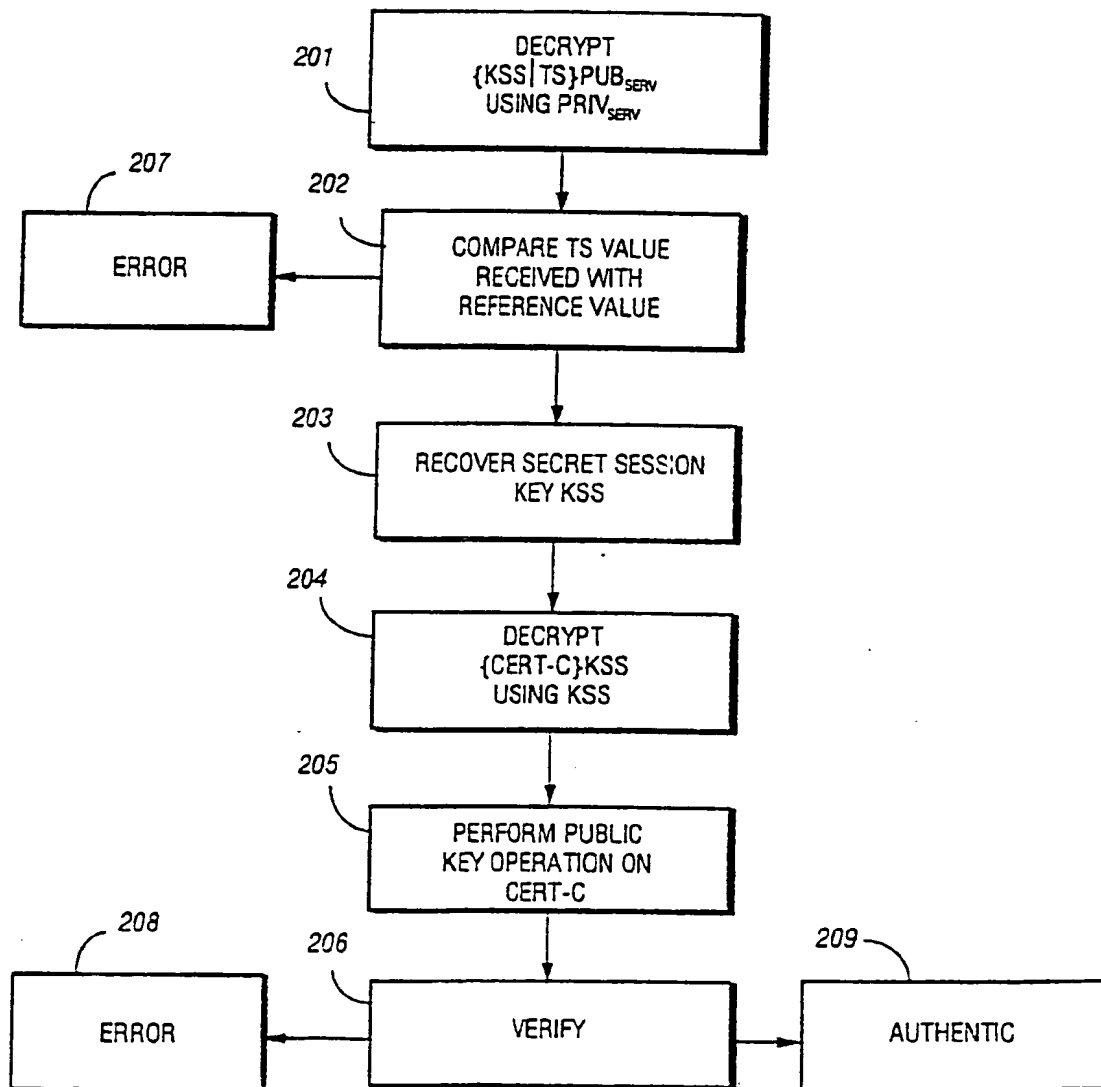 201
DECRYPT
{KSS|TS}PUB_SERV
USING PRIV_SERV
207
ERROR
202
COMPARE TS VALUE
RECEIVED WITH
REFERENCE VALUE
203
RECOVER SECRET SESSION
KEY KSS
204
DECRYPT
{CERT-C}KSS
USING KSS
205
PERFORM PUBLIC
KEY OPERATION ON
CERT-C
208
ERROR
206
VERIFY
209
AUTHENTIC